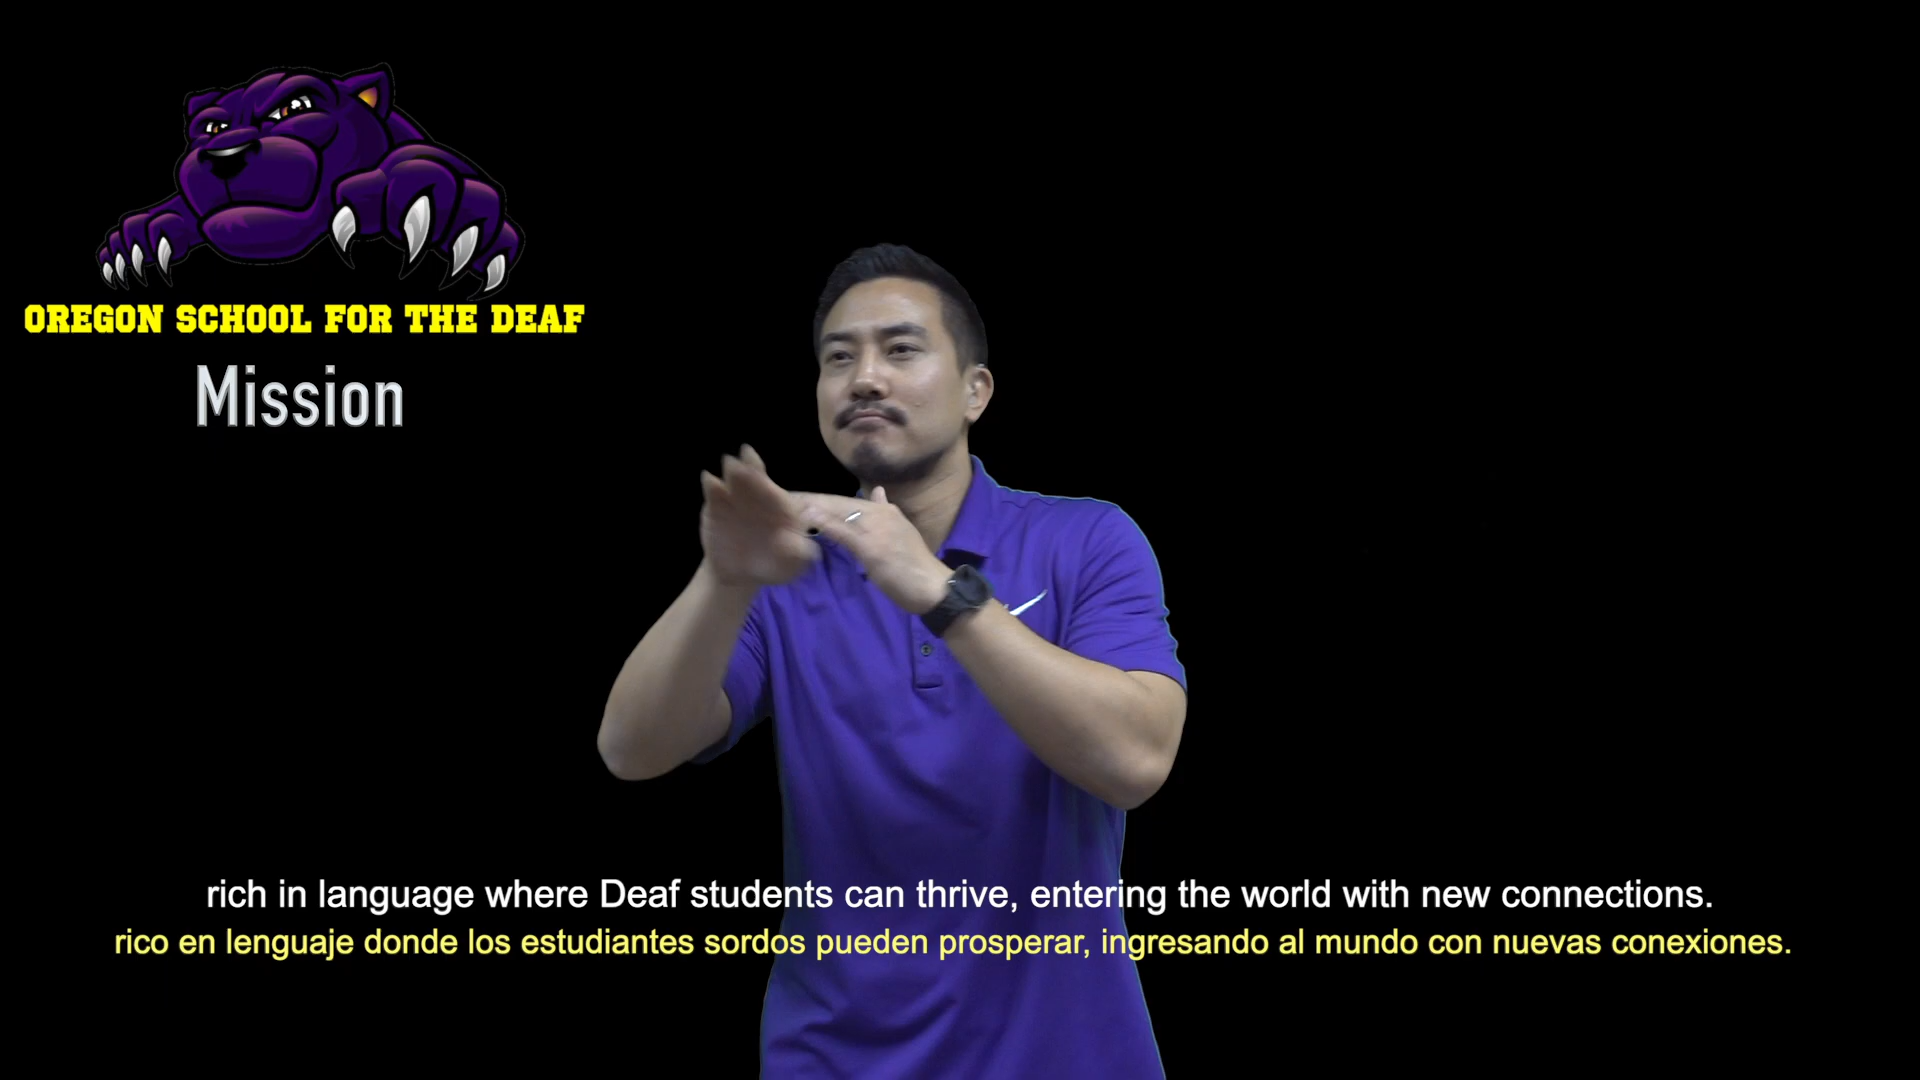 OREGON SCHOOL FOR THE DEAF
Mission
rich in language where Deaf students can thrive, entering the world with new connections.
rico en lenguaje donde los estudiantes sordos pueden prosperar, ingresando al mundo con nuevas conexiones.